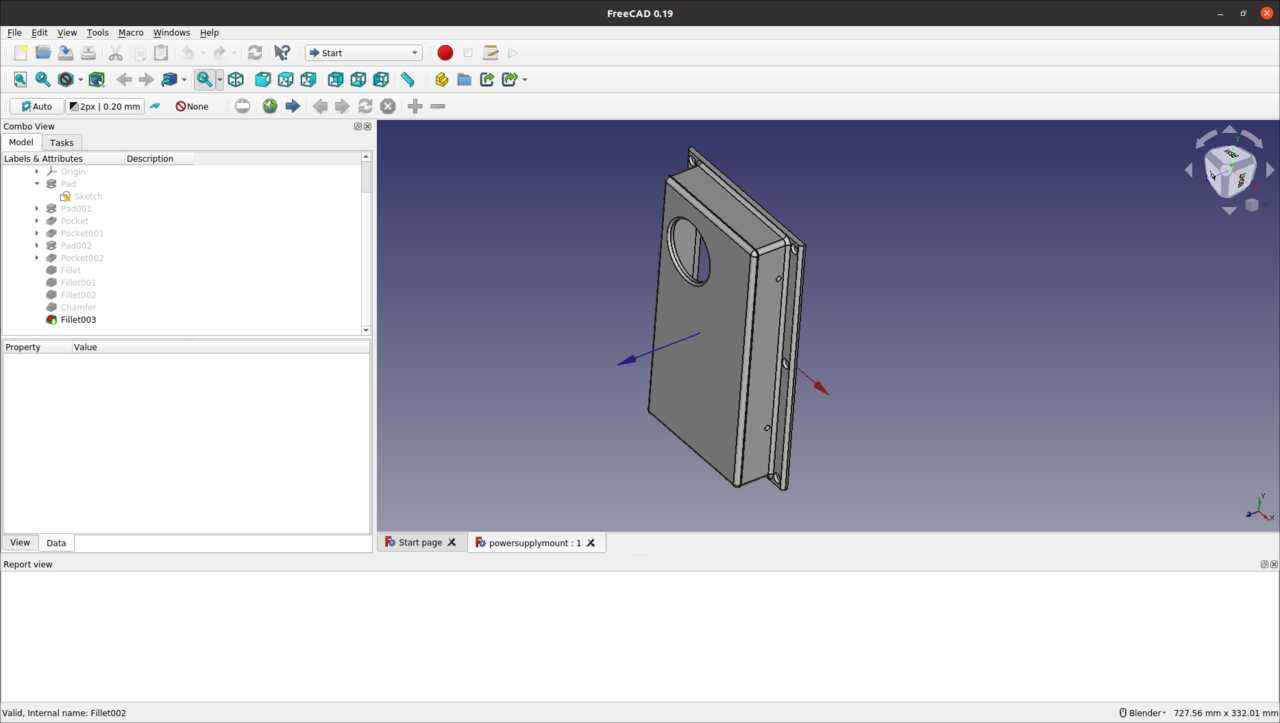 FreeCAD 0.19
File Edit View Tools Macro Windows Help
Start
Auto 2px | 0.20 mm None
Combo View
Model Tasks
Labels & Attributes Description
Origin
Pad
Sketch
Pad001
Pocket
Pocket001
Pad002
Pocket002
Fillet
Fillet001
Fillet002
Chamfer
Fillet003
Property Value
View Data
Start page powersupplymount : 1
Y
X
Report view
Valid, Internal name: Fillet002 Blender 727.56 mm x 332.01 mm